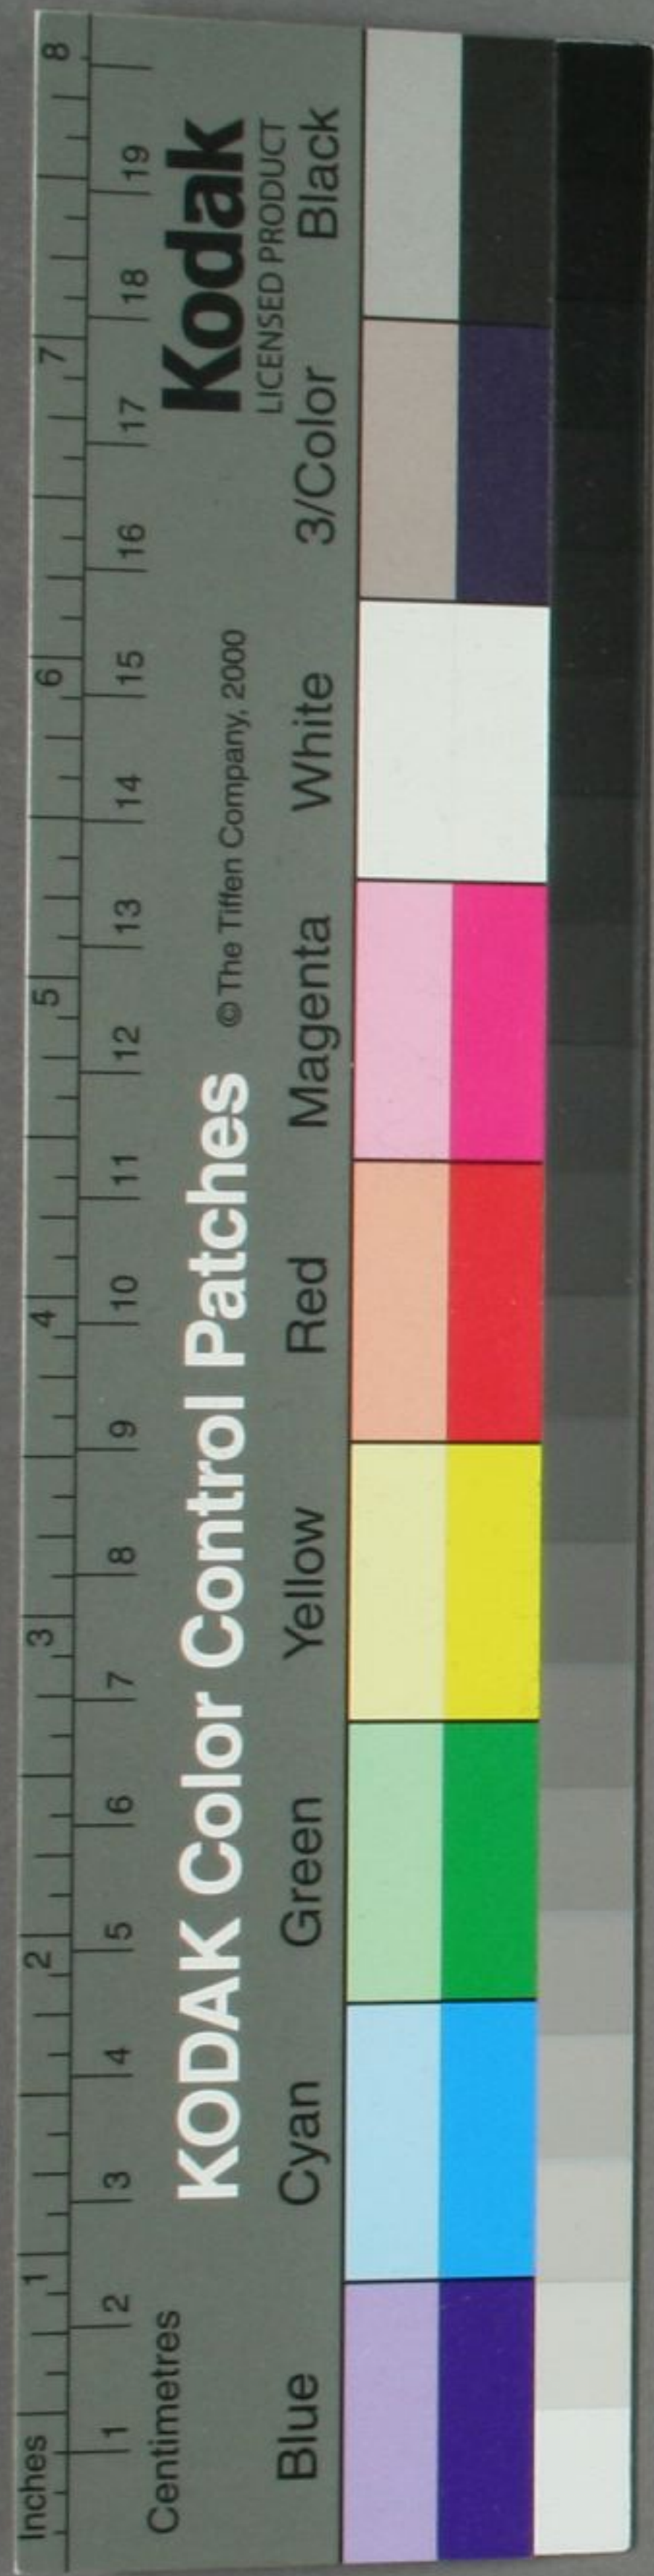 Inches 1 2 3 4 5 6 7 8
1 2 3 4 5 6 7 8 9 10 11 12 13 14 15 16 17 18 19
Centimetres
KODAK Color Control Patches © The Tiffen Company, 2000 Kodak
LICENSED PRODUCT
Blue Cyan Green Yellow Red Magenta White 3/Color Black